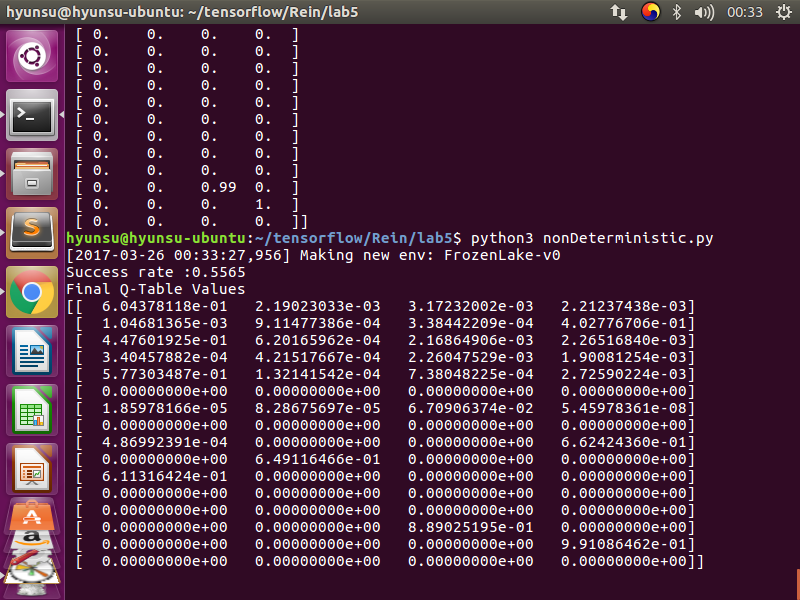 hyunsu@hyunsu-ubuntu: ~/tensorflow/Rein/lab5 00:33
[ 0. 0. 0. 0. ]
[ 0. 0. 0. 0. ]
[ 0. 0. 0. 0. ]
[ 0. 0. 0. 0. ]
[ 0. 0. 0. 0. ]
[ 0. 0. 0. 0. ]
[ 0. 0. 0. 0. ]
[ 0. 0. 0. 0. ]
[ 0. 0. 0. 0. ]
[ 0. 0. 0.99 0. ]
[ 0. 0. 0. 1. ]
[ 0. 0. 0. 0. ]]
hyunsu@hyunsu-ubuntu:~/tensorflow/Rein/lab5$ python3 nonDeterministic.py
[2017-03-26 00:33:27,956] Making new env: FrozenLake-v0
Success rate :0.5565
Final Q-Table Values
[[ 6.04378118e-01 2.19023033e-03 3.17232002e-03 2.21237438e-03]
[ 1.04681365e-03 9.11477386e-04 3.38442209e-04 4.02776706e-01]
[ 4.47601925e-01 6.20165962e-04 2.16864906e-03 2.26516840e-03]
[ 3.40457882e-04 4.21517667e-04 2.26047529e-03 1.90081254e-03]
[ 5.77303487e-01 1.32141542e-04 7.38048225e-04 2.72590224e-03]
[ 0.00000000e+00 0.00000000e+00 0.00000000e+00 0.00000000e+00]
[ 1.85978166e-05 8.28675697e-05 6.70906374e-02 5.45978361e-08]
[ 0.00000000e+00 0.00000000e+00 0.00000000e+00 0.00000000e+00]
[ 4.86992391e-04 0.00000000e+00 0.00000000e+00 6.62424360e-01]
[ 0.00000000e+00 6.49116466e-01 0.00000000e+00 0.00000000e+00]
[ 6.11316424e-01 0.00000000e+00 0.00000000e+00 0.00000000e+00]
[ 0.00000000e+00 0.00000000e+00 0.00000000e+00 0.00000000e+00]
[ 0.00000000e+00 0.00000000e+00 0.00000000e+00 0.00000000e+00]
[ 0.00000000e+00 0.00000000e+00 8.89025195e-01 0.00000000e+00]
[ 0.00000000e+00 0.00000000e+00 0.00000000e+00 9.91086462e-01]
[ 0.00000000e+00 0.00000000e+00 0.00000000e+00 0.00000000e+00]]